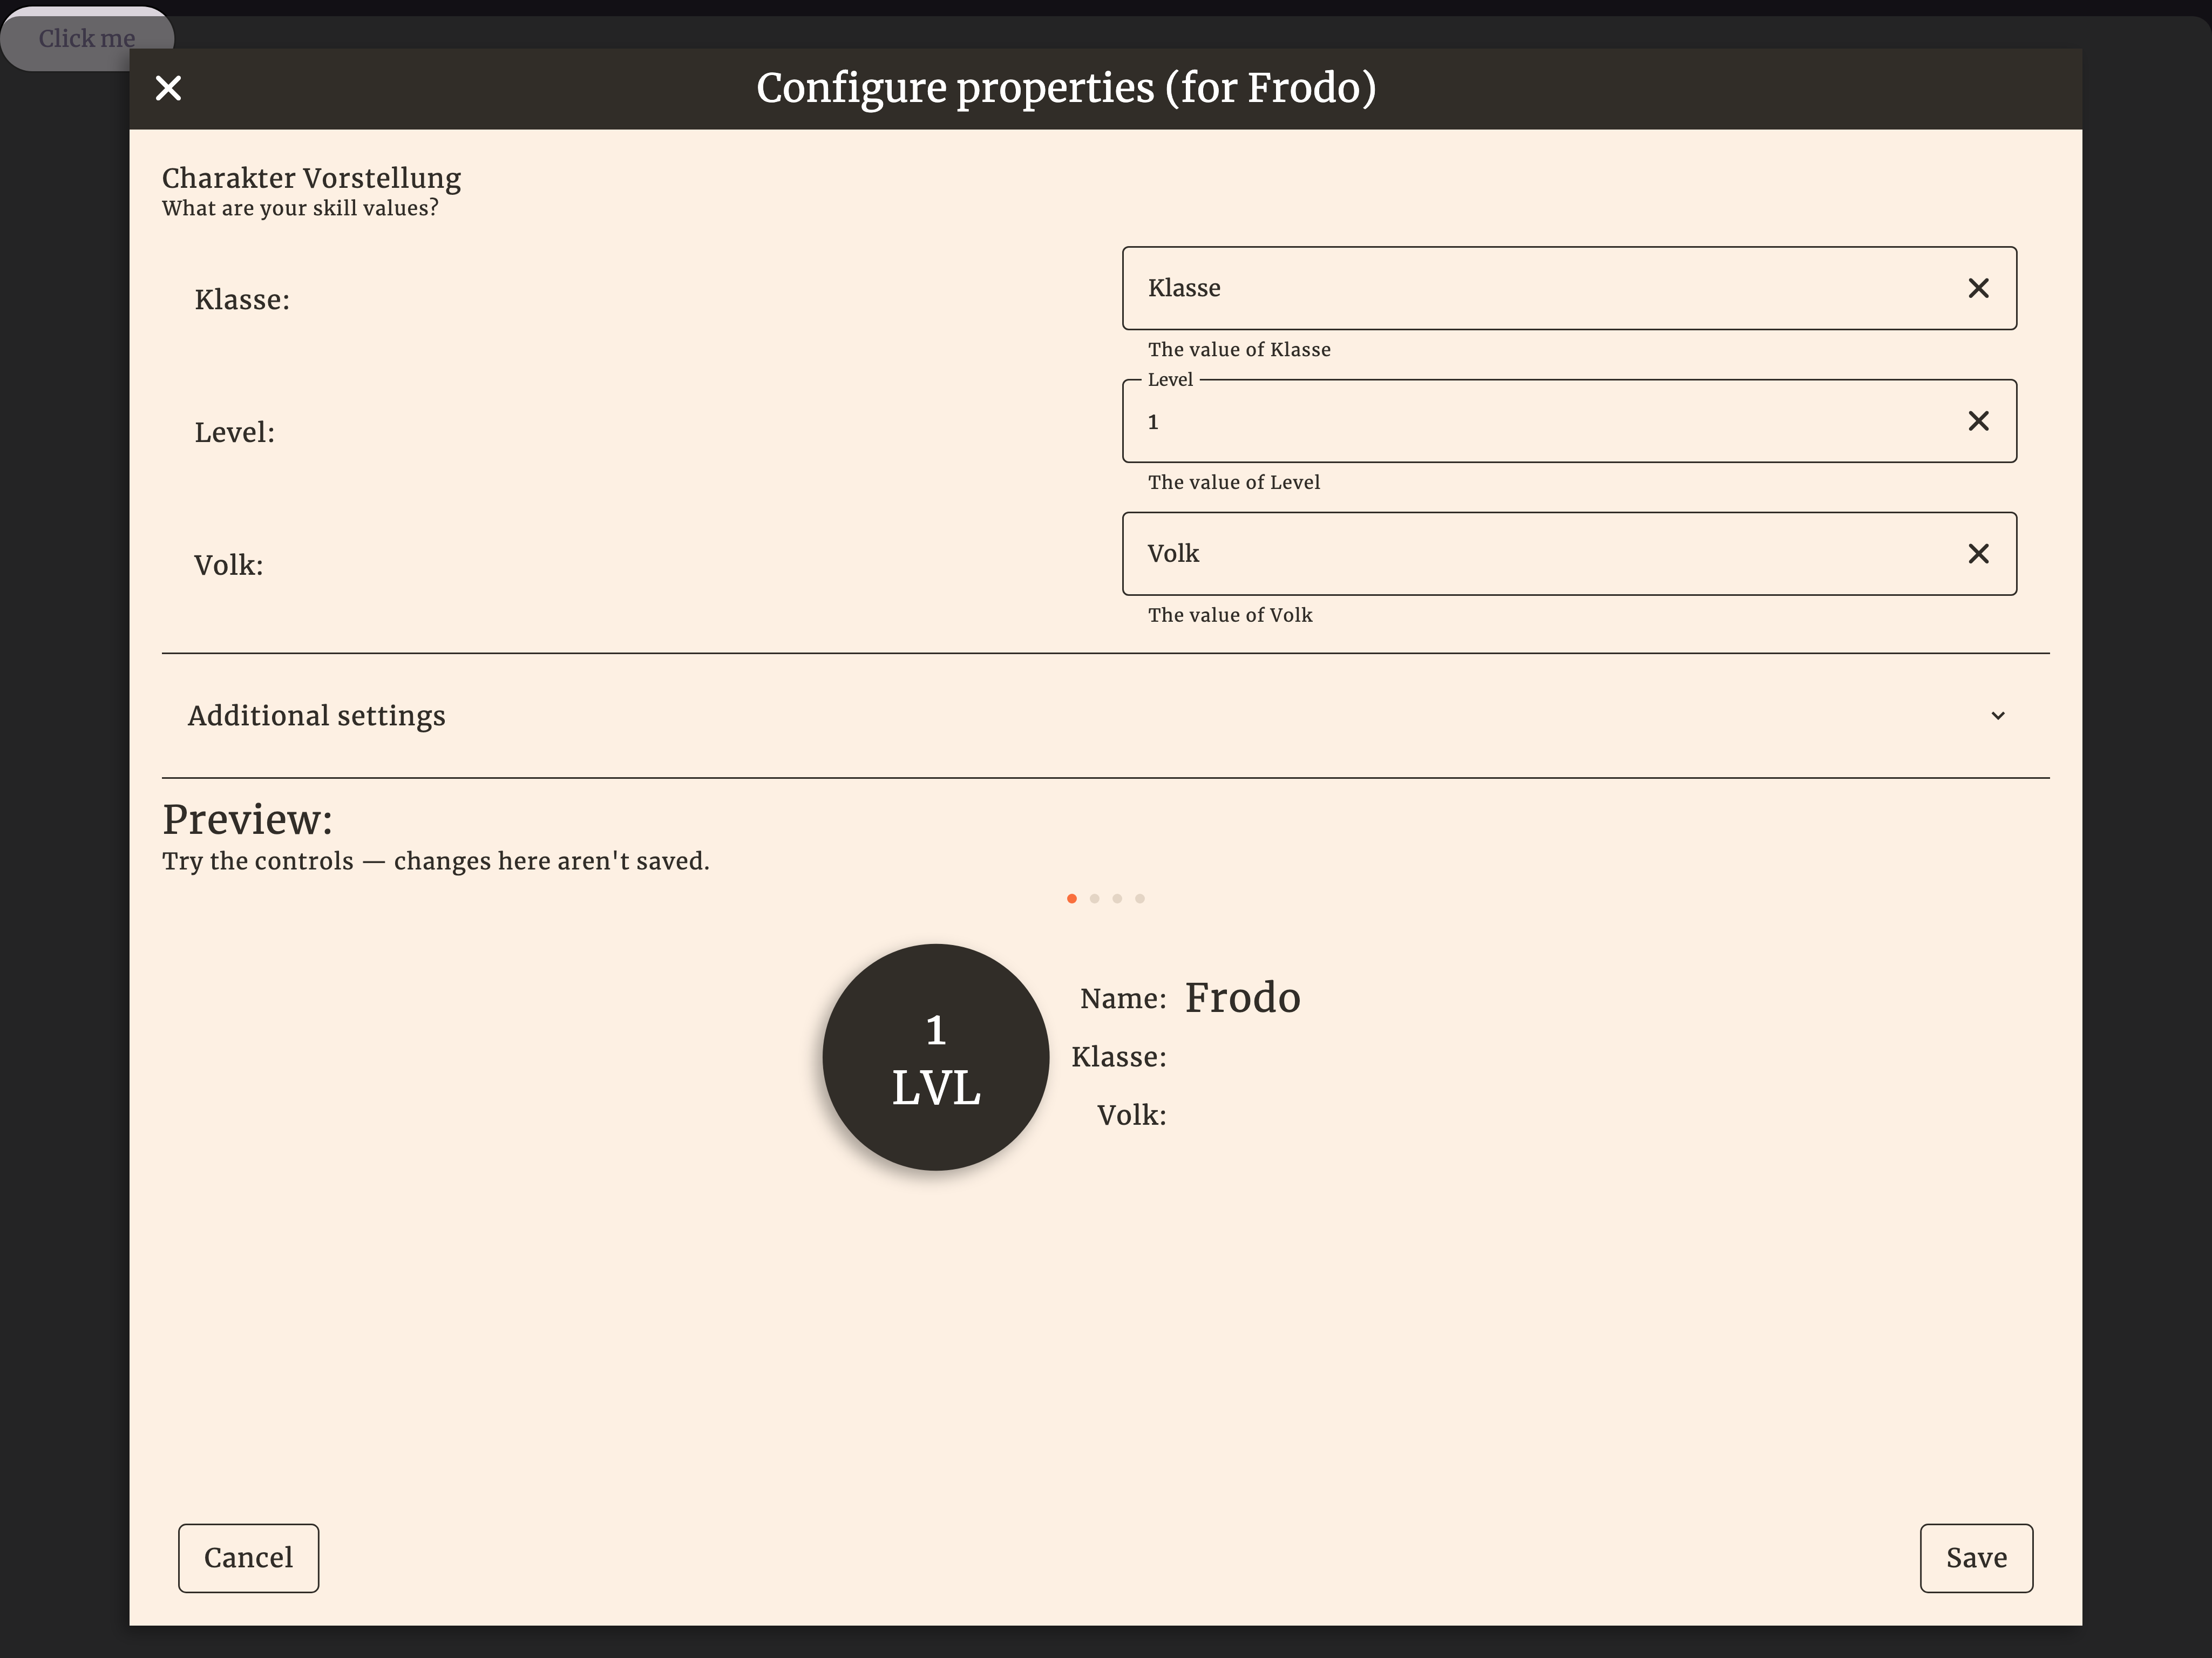 Click me
Configure properties (for Frodo)
Charakter Vorstellung
What are your skill values?
Klasse:
Klasse
The value of Klasse
Level:
Level
1
The value of Level
Volk:
Volk
The value of Volk
Additional settings
Preview:
Try the controls — changes here aren't saved.
1
LVL
Name: Frodo
Klasse:
Volk:
Cancel
Save